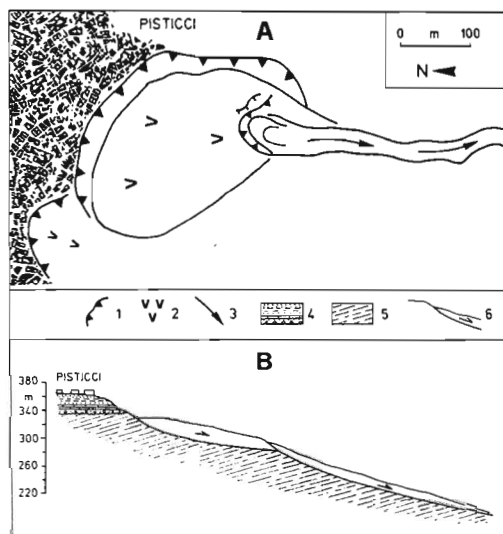 PISTICCI
A
0 m 100
N
V
V
V
V V
1 V V V 2 3 4 5 6
B
PISTICCI
380
m
340
300
260
220